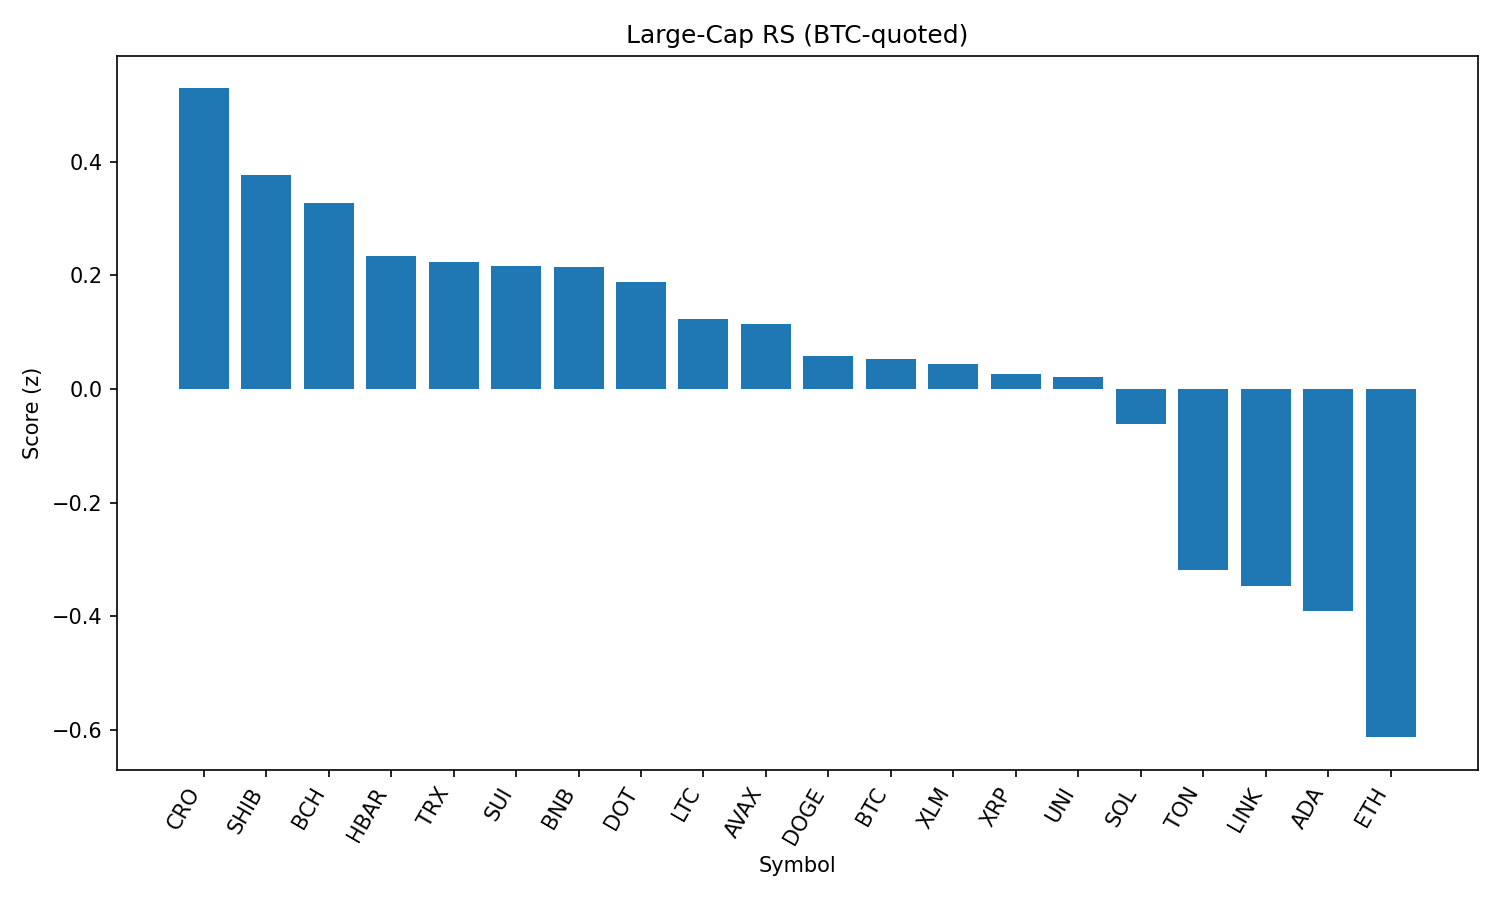 Large-Cap RS (BTC-quoted)
Score (z)
0.4
0.2
0.0
−0.2
−0.4
−0.6
CRO
SHIB
BCH
HBAR
TRX
SUI
BNB
DOT
LTC
AVAX
DOGE
BTC
XLM
XRP
UNI
SOL
TON
LINK
ADA
ETH
Symbol